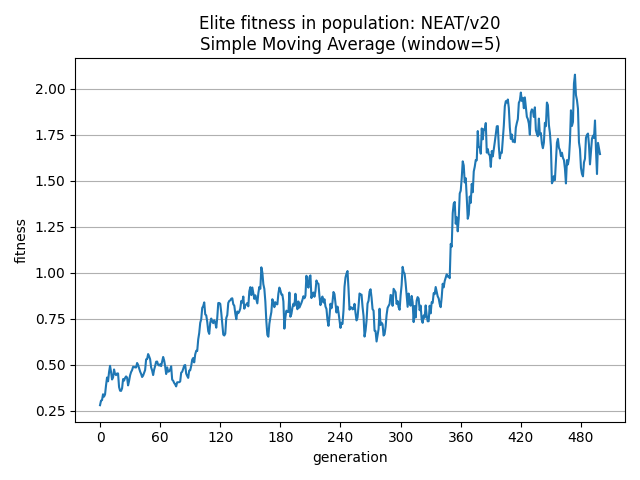 Elite fitness in population: NEAT/v20
Simple Moving Average (window=5)
2.00
1.75
1.50
1.25
1.00
0.75
0.50
0.25
fitness
0 60 120 180 240 300 360 420 480
generation